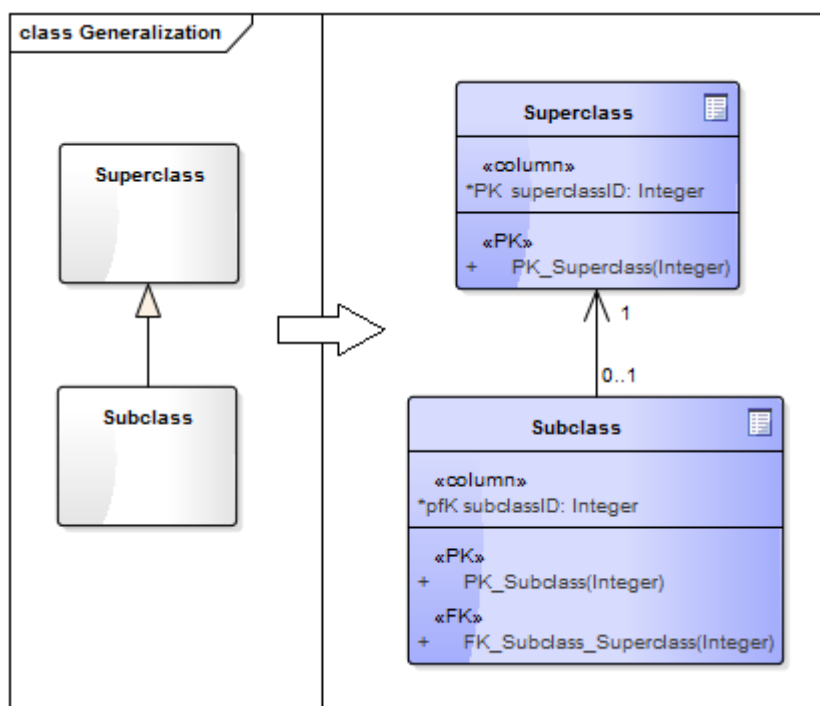 class Generalization
Superclass
Subclass
Superclass
«column»
*PK superclassID: Integer
«PK»
+ PK_Superclass(Integer)
1
0..1
Subclass
«column»
*pfK subclassID: Integer
«PK»
+ PK_Subclass(Integer)
«FK»
+ FK_Subclass_Superclass(Integer)